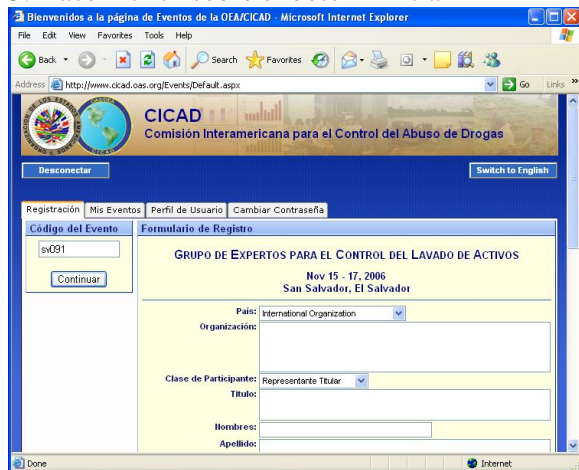 Bienvenidos a la página de Eventos de la OEA/CICAD - Microsoft Internet Explorer
File Edit View Favorites Tools Help
Back Search Favorites
Address http://www.cicad.oas.org/Events/Default.aspx Go Links »
CICAD
Comisión Interamericana para el Control del Abuso de Drogas
Desconectar Switch to English
Registración Mis Eventos Perfil de Usuario Cambiar Contraseña
Código del Evento Formulario de Registro
sv091
Continuar
GRUPO DE EXPERTOS PARA EL CONTROL DEL LAVADO DE ACTIVOS
Nov 15 - 17, 2006
San Salvador, El Salvador
País: International Organization
Organización:
Clase de Participante: Representante Titular
Título:
Nombres:
Apellido:
Done Internet